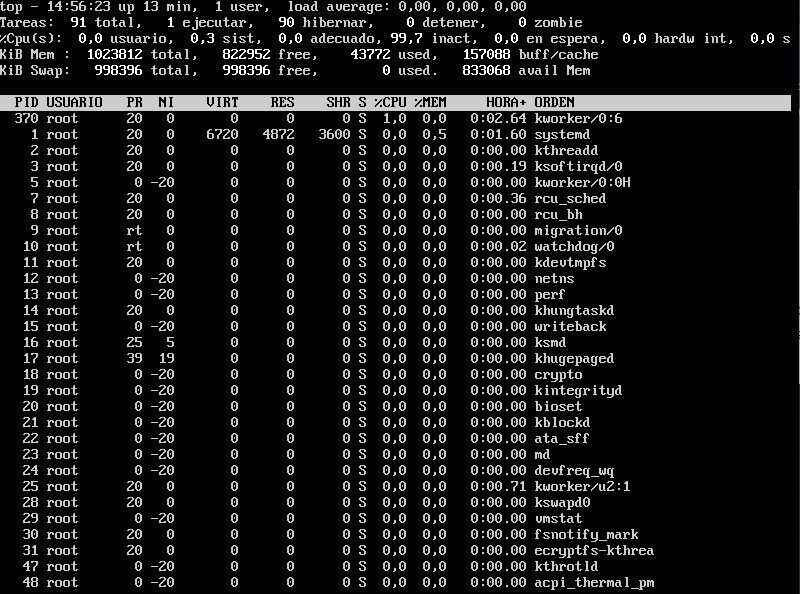 top - 14:56:23 up 13 min,  1 user,  load average: 0,00, 0,00, 0,00
Tareas:  91 total,   1 ejecutar,  90 hibernar,   0 detener,   0 zombie
%Cpu(s):  0,0 usuario,  0,3 sist,  0,0 adecuado, 99,7 inact,  0,0 en espera,  0,0 hardw int,  0,0 s
KiB Mem :  1023812 total,   822952 free,    43772 used,   157088 buff/cache
KiB Swap:   998396 total,   998396 free,        0 used.   833068 avail Mem
PID USUARIO PR NI VIRT RES SHR S %CPU %MEM HORA+ ORDEN
370 root 20 0 0 0 0 S 1,0 0,0 0:02.64 kworker/0:6
1 root 20 0 6720 4872 3600 S 0,0 0,5 0:01.60 systemd
2 root 20 0 0 0 0 S 0,0 0,0 0:00.00 kthreadd
3 root 20 0 0 0 0 S 0,0 0,0 0:00.19 ksoftirqd/0
5 root 0 -20 0 0 0 S 0,0 0,0 0:00.00 kworker/0:0H
7 root 20 0 0 0 0 S 0,0 0,0 0:00.36 rcu_sched
8 root 20 0 0 0 0 S 0,0 0,0 0:00.00 rcu_bh
9 root rt 0 0 0 0 S 0,0 0,0 0:00.00 migration/0
10 root rt 0 0 0 0 S 0,0 0,0 0:00.02 watchdog/0
11 root 20 0 0 0 0 S 0,0 0,0 0:00.00 kdevtmpfs
12 root 0 -20 0 0 0 S 0,0 0,0 0:00.00 netns
13 root 0 -20 0 0 0 S 0,0 0,0 0:00.00 perf
14 root 20 0 0 0 0 S 0,0 0,0 0:00.00 khungtaskd
15 root 0 -20 0 0 0 S 0,0 0,0 0:00.00 writeback
16 root 25 5 0 0 0 S 0,0 0,0 0:00.00 ksmd
17 root 39 19 0 0 0 S 0,0 0,0 0:00.00 khugepaged
18 root 0 -20 0 0 0 S 0,0 0,0 0:00.00 crypto
19 root 0 -20 0 0 0 S 0,0 0,0 0:00.00 kintegrityd
20 root 0 -20 0 0 0 S 0,0 0,0 0:00.00 bioset
21 root 0 -20 0 0 0 S 0,0 0,0 0:00.00 kblockd
22 root 0 -20 0 0 0 S 0,0 0,0 0:00.00 ata_sff
23 root 0 -20 0 0 0 S 0,0 0,0 0:00.00 md
24 root 0 -20 0 0 0 S 0,0 0,0 0:00.00 devfreq_wq
25 root 20 0 0 0 0 S 0,0 0,0 0:00.71 kworker/u2:1
28 root 20 0 0 0 0 S 0,0 0,0 0:00.00 kswapd0
29 root 0 -20 0 0 0 S 0,0 0,0 0:00.00 vmstat
30 root 20 0 0 0 0 S 0,0 0,0 0:00.00 fsnotify_mark
31 root 20 0 0 0 0 S 0,0 0,0 0:00.00 ecryptfs-kthrea
47 root 0 -20 0 0 0 S 0,0 0,0 0:00.00 kthrotld
48 root 0 -20 0 0 0 S 0,0 0,0 0:00.00 acpi_thermal_pm